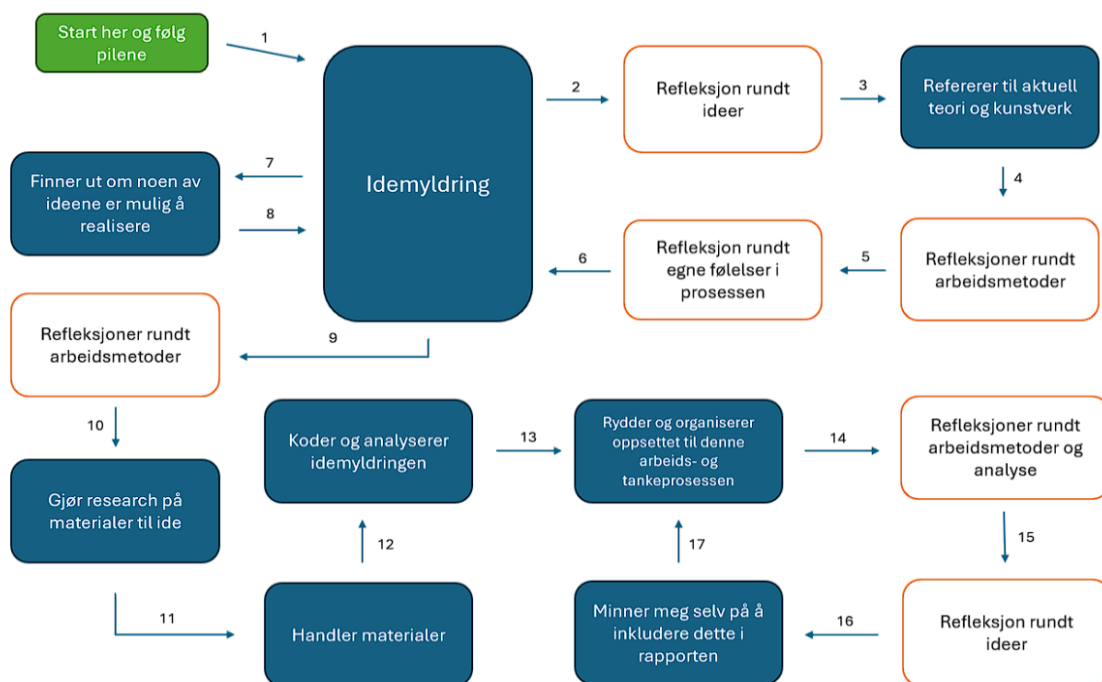 Start her og følg
pilene
1
Idemyldring
2
Refleksjon rundt
ideer
3
Refererer til aktuell
teori og kunstverk
4
Refleksjoner rundt
arbeidsmetoder
5
Refleksjon rundt
egne følelser i
prosessen
6
7
Finner ut om noen av
ideene er mulig å
realisere
8
9
Refleksjoner rundt
arbeidsmetoder
10
Gjør research på
materialer til ide
11
Handler materialer
12
Koder og analyserer
idemyldringen
13
Rydder og organiserer
oppsettet til denne
arbeids- og
tankeprosessen
14
Refleksjoner rundt
arbeidsmetoder og
analyse
15
Refleksjon rundt
ideer
16
Minner meg selv på å
inkludere dette i
rapporten
17